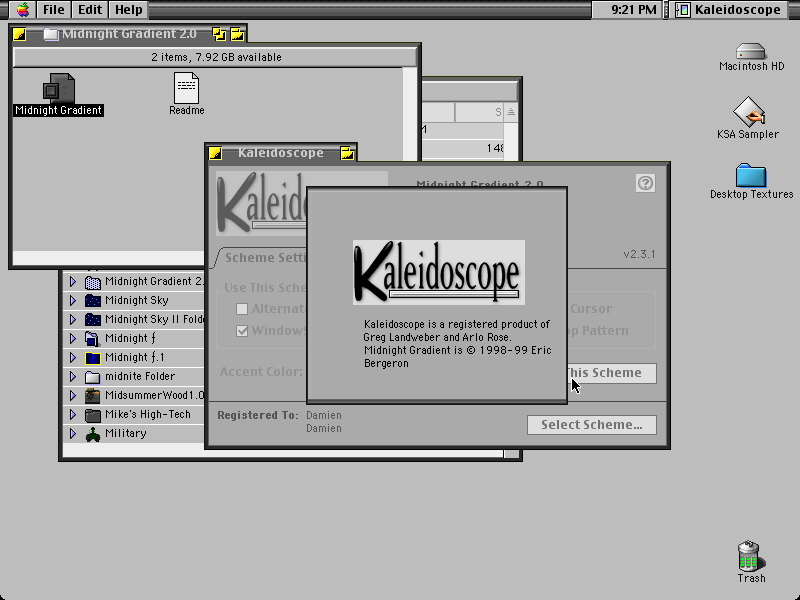 File Edit Help
9:21 PM
Kaleidoscope
Midnight Gradient 2.0
2 items, 7.92 GB available
Midnight Gradient
Readme
Macintosh HD
KSA Sampler
Desktop Textures
Trash
S
148
Midnight Gradient 2.
Midnight Sky
Midnight Sky II Folde
Midnight ƒ
Midnight ƒ.1
midnite Folder
MidsummerWood1.0
Mike's High-Tech
Military
Kaleidoscope
Kaleid
Midnight Gradient 2.0
v2.3.1
Scheme Setti
Use This Sche
Alternat
Windows
Cursor
p Pattern
Accent Color:
This Scheme
Registered To: Damien
Damien
Select Scheme...
Kaleidoscope
Kaleidoscope is a registered product of
Greg Landweber and Arlo Rose.
Midnight Gradient is © 1998-99 Eric
Bergeron